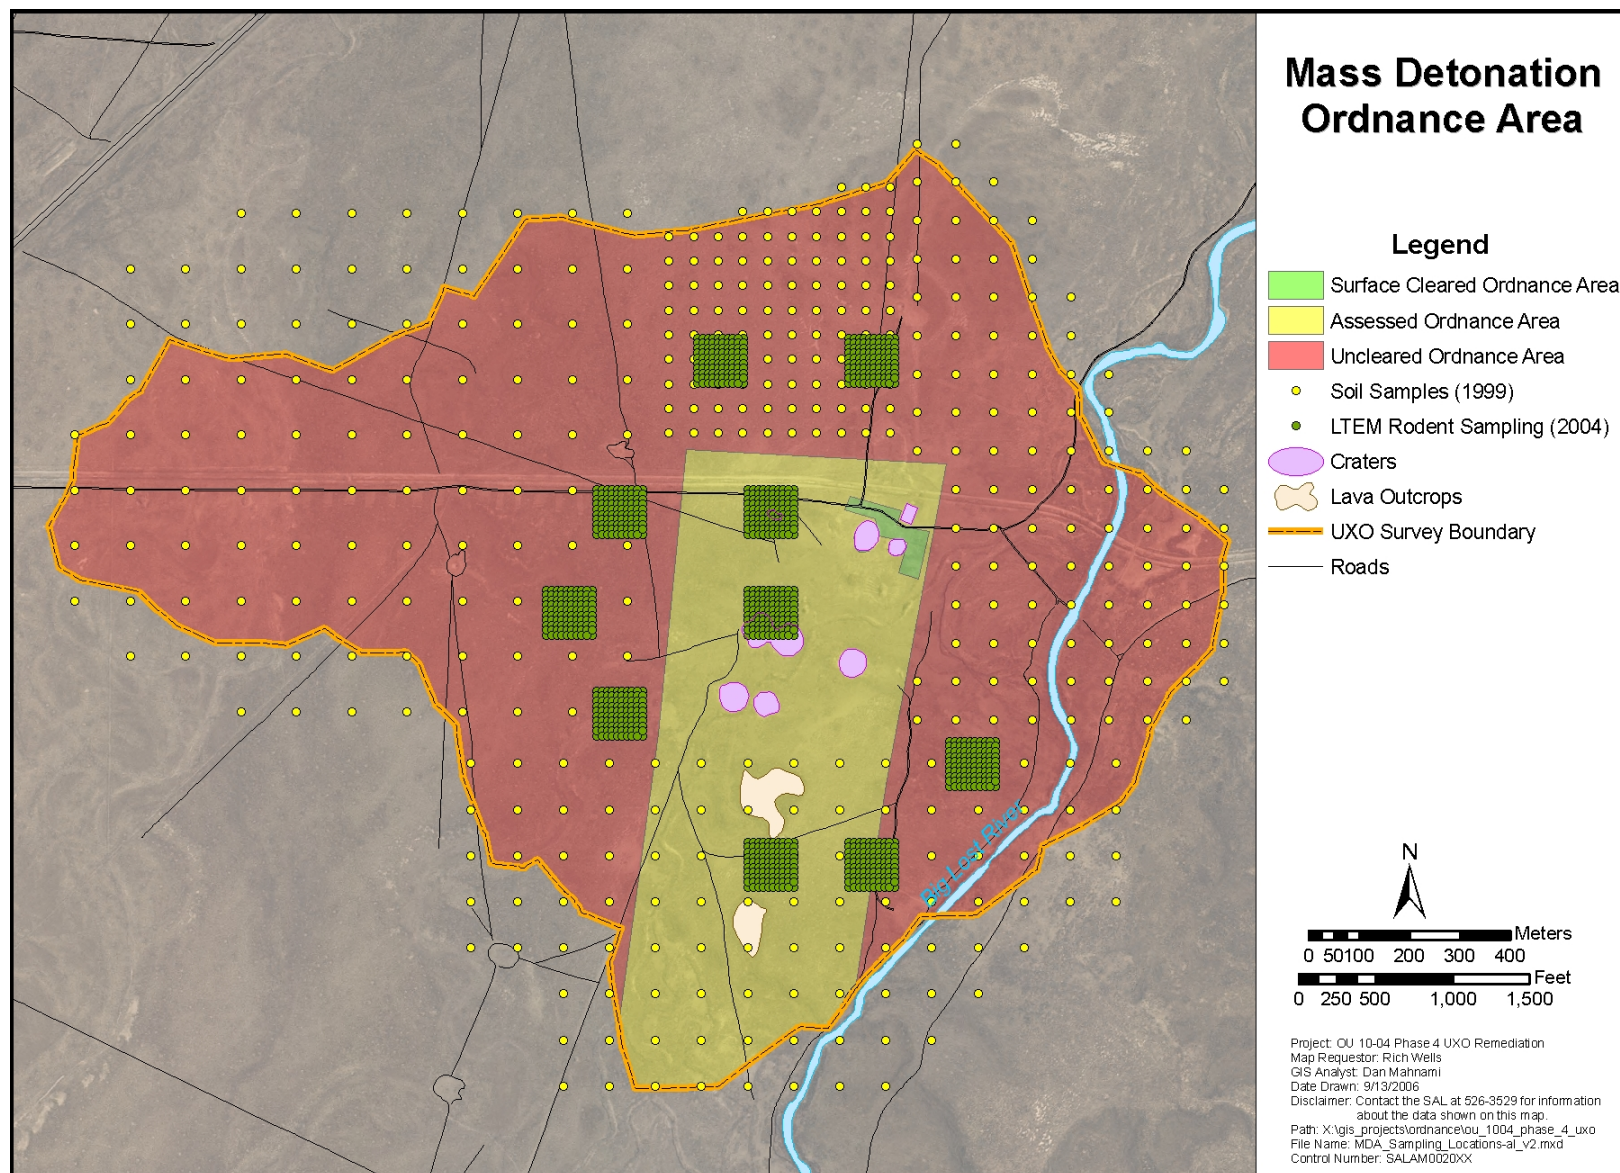 Mass Detonation
Ordnance Area
Legend
Surface Cleared Ordnance Area
Assessed Ordnance Area
Uncleared Ordnance Area
Soil Samples (1999)
LTEM Rodent Sampling (2004)
Craters
Lava Outcrops
UXO Survey Boundary
Roads
Big Lost River
N
Meters
0 50 100 200 300 400
Feet
0 250 500 1,000 1,500
Project: OU 10-04 Phase 4 UXO Remediation
Map Requestor: Rich Wells
GIS Analyst: Dan Mahnami
Date Drawn: 9/13/2006
Disclaimer: Contact the SAL at 526-3529 for information
about the data shown on this map.
Path: X:\gis_projects\ordnance\ou_1004_phase_4_uxo
File Name: MDA_Sampling_Locations-al_v2.mxd
Control Number: SALAM0020XX